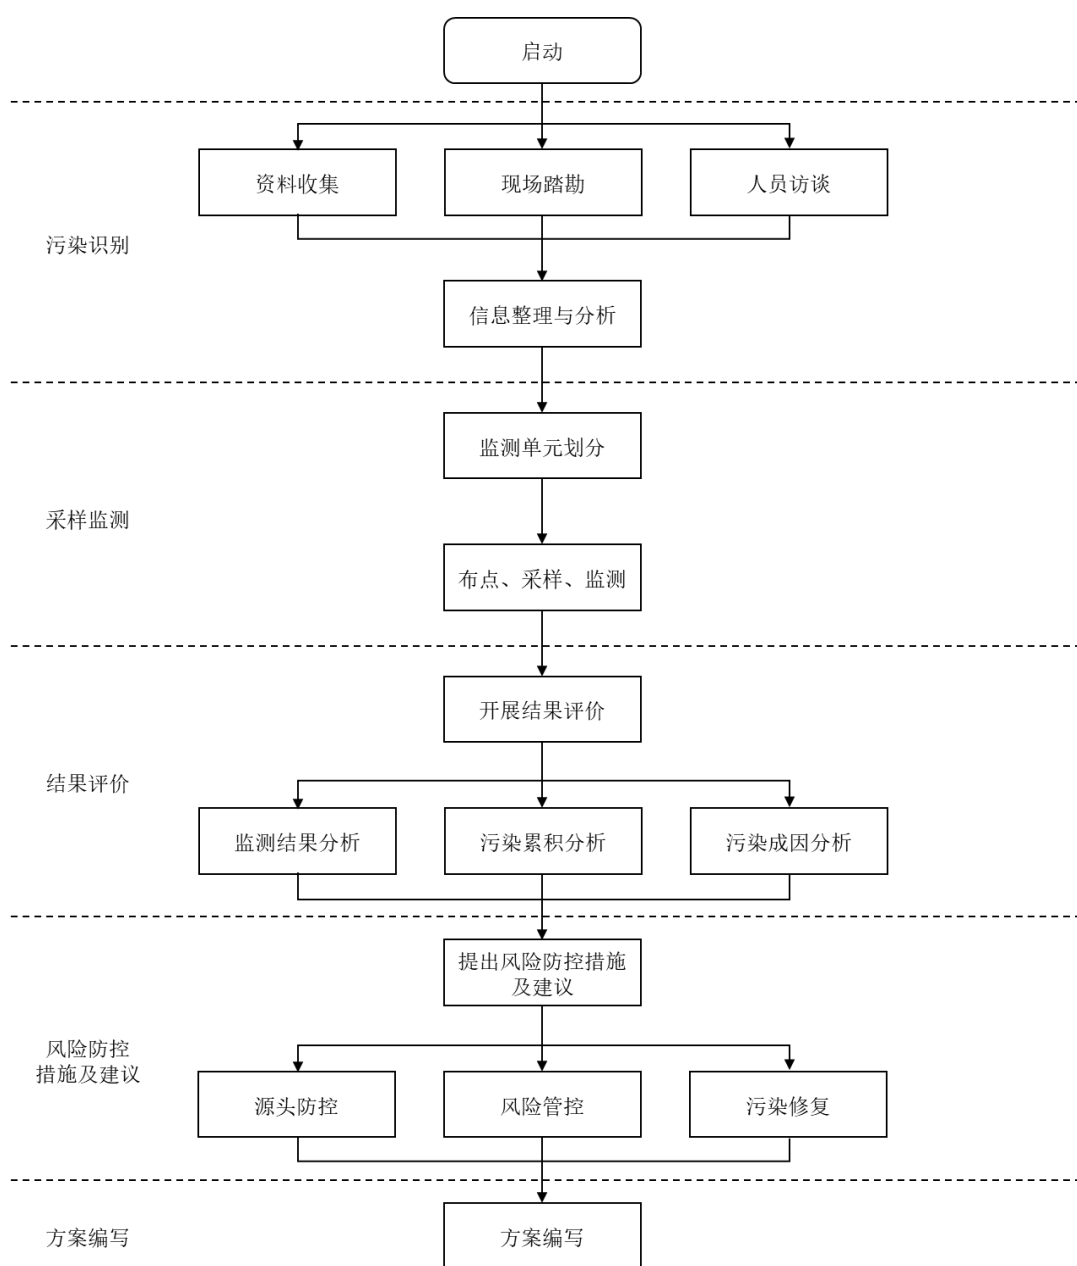 启动
资料收集
现场踏勘
人员访谈
污染识别
信息整理与分析
监测单元划分
采样监测
布点、采样、监测
开展结果评价
结果评价
监测结果分析
污染累积分析
污染成因分析
提出风险防控措施
及建议
风险防控
措施及建议
源头防控
风险管控
污染修复
方案编写
方案编写